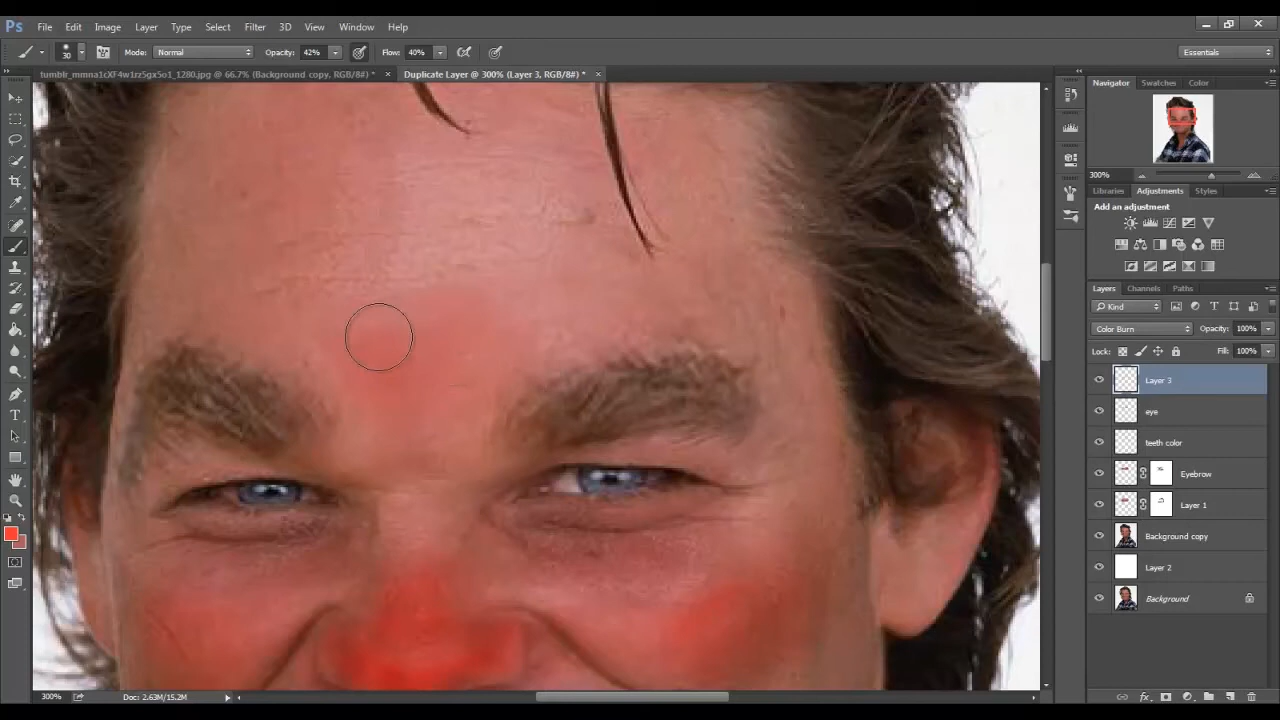 Ps File Edit Image Layer Type Select Filter 3D View Window Help
30 Mode: Normal Opacity: 42% Flow: 40% Essentials
tumblr_mmna1cXF4w1rz5gx5o1_1280.jpg @ 66.7% (Background copy, RGB/8#) * × Duplicate Layer @ 300% (Layer 3, RGB/8#) * ×
Navigator Swatches Color
300%
Libraries Adjustments Styles
Add an adjustment
Layers Channels Paths
Kind
Color Burn Opacity: 100%
Lock: Fill: 100%
Layer 3
eye
teeth color
Eyebrow
Layer 1
Background copy
Layer 2
Background
300% Doc: 2.63M/15.2M